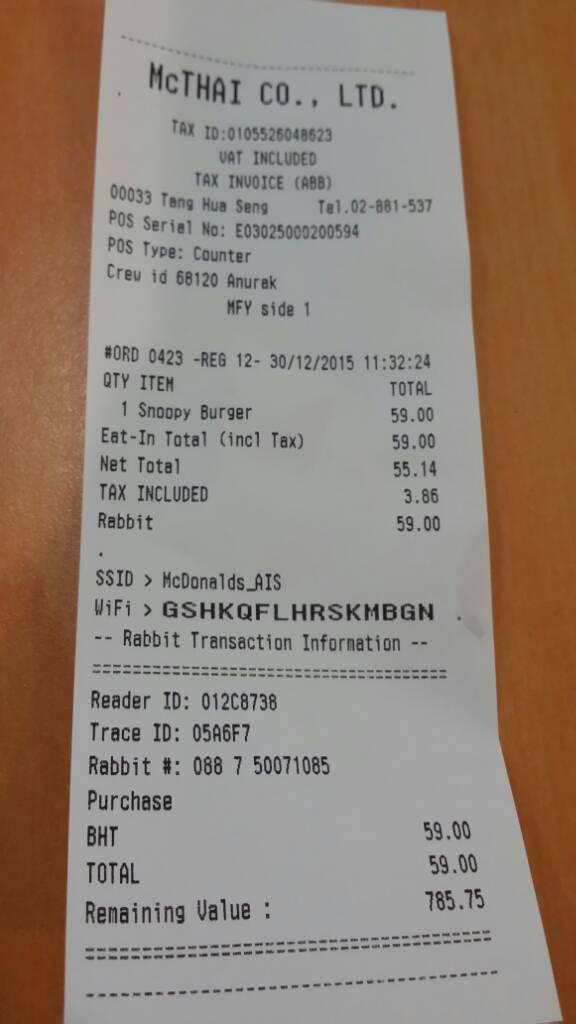 McTHAI CO., LTD.
TAX ID:0105526048623
VAT INCLUDED
TAX INVOICE (ABB)
00033 Tang Hua Seng Tel.02-881-537
POS Serial No: E03025000200594
POS Type: Counter
Crew id 68120 Anurak
MFY side 1
#ORD 0423 -REG 12- 30/12/2015 11:32:24
QTY ITEM TOTAL
1 Snoopy Burger 59.00
Eat-In Total (incl Tax) 59.00
Net Total 55.14
TAX INCLUDED 3.86
Rabbit 59.00
.
SSID > McDonalds_AIS
WiFi > GSHKQFLHRSKMBGN .
-- Rabbit Transaction Information --
Reader ID: 012C8738
Trace ID: 05A6F7
Rabbit #: 088 7 50071085
Purchase
BHT 59.00
TOTAL 59.00
Remaining Value : 785.75